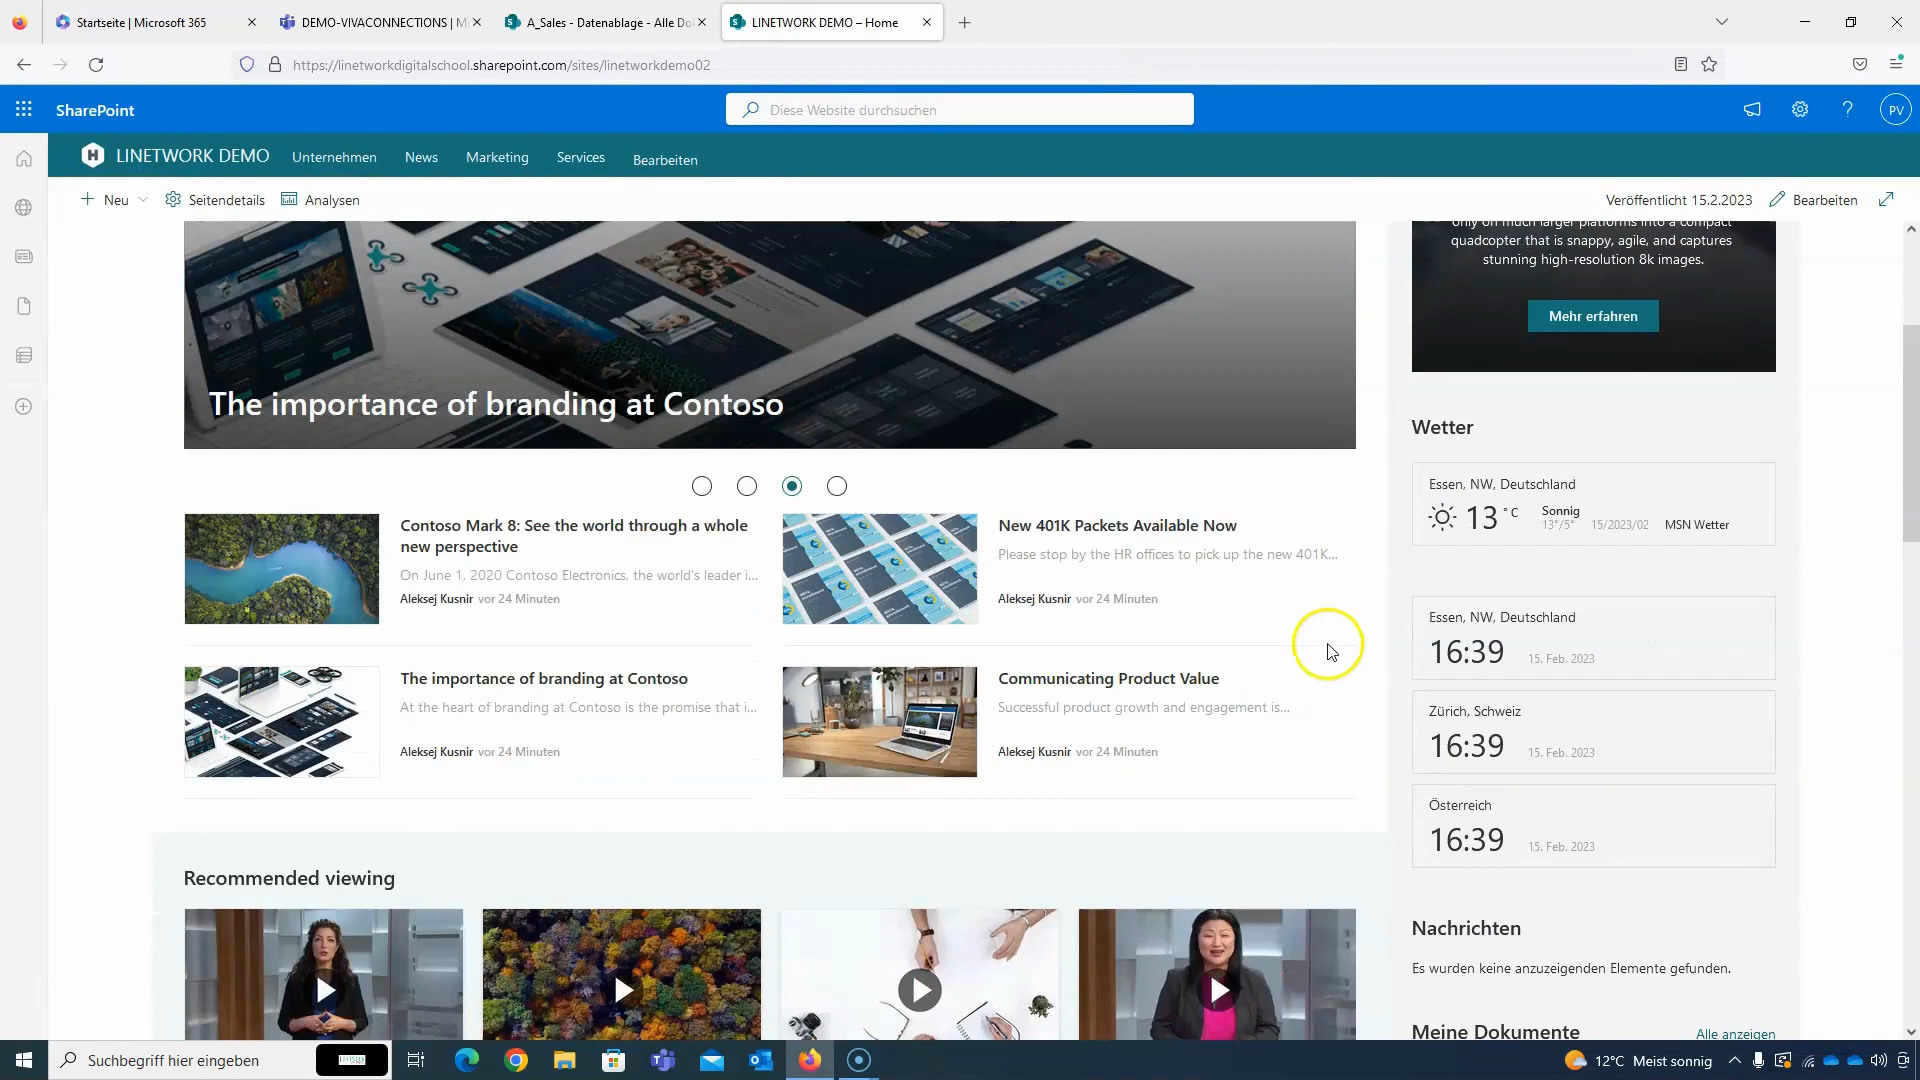 Startseite | Microsoft 365
DEMO-VIVACONNECTIONS | M
A_Sales - Datenablage - Alle Do
LINETWORK DEMO – Home
https://linetworkdigitalschool.sharepoint.com/sites/linetworkdemo02
SharePoint
Diese Website durchsuchen
PV
LINETWORK DEMO
Unternehmen
News
Marketing
Services
Bearbeiten
Neu
Seitendetails
Analysen
Veröffentlicht 15.2.2023
Bearbeiten
only on much larger platforms into a compact
quadcopter that is snappy, agile, and captures
stunning high-resolution 8k images.
Mehr erfahren
The importance of branding at Contoso
Contoso Mark 8: See the world through a whole
new perspective
On June 1, 2020 Contoso Electronics, the world's leader i...
Aleksej Kusnir vor 24 Minuten
New 401K Packets Available Now
Please stop by the HR offices to pick up the new 401K...
Aleksej Kusnir vor 24 Minuten
The importance of branding at Contoso
At the heart of branding at Contoso is the promise that i...
Aleksej Kusnir vor 24 Minuten
Communicating Product Value
Successful product growth and engagement is...
Aleksej Kusnir vor 24 Minuten
Recommended viewing
Wetter
Essen, NW, Deutschland
13 °C
Sonnig
13°/5°
15/2023/02
MSN Wetter
Essen, NW, Deutschland
16:39
15. Feb. 2023
Zürich, Schweiz
16:39
15. Feb. 2023
Österreich
16:39
15. Feb. 2023
Nachrichten
Es wurden keine anzuzeigenden Elemente gefunden.
Meine Dokumente
Alle anzeigen
Suchbegriff hier eingeben
12°C Meist sonnig